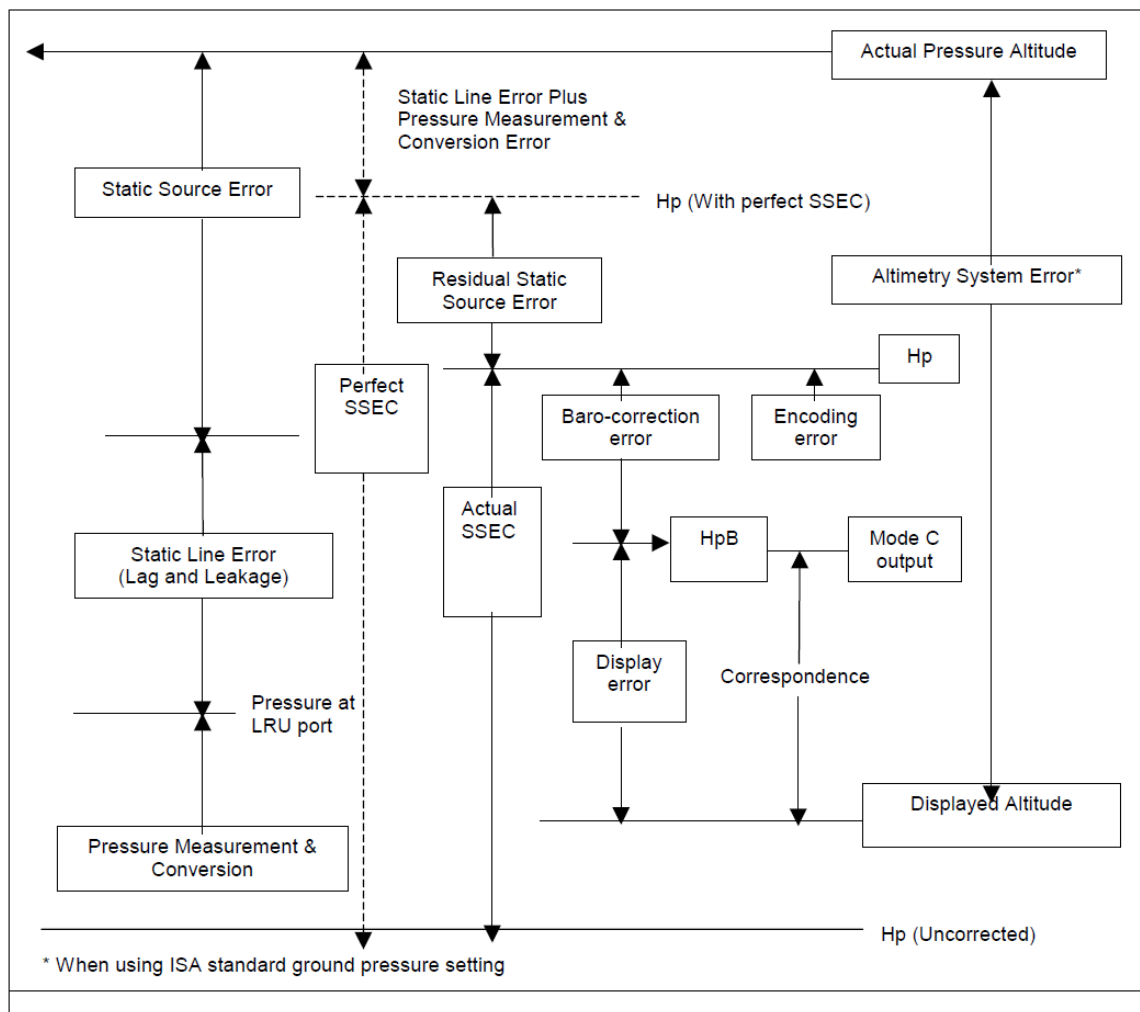 Actual Pressure Altitude
Static Line Error Plus
Pressure Measurement &
Conversion Error
Static Source Error
Hp (With perfect SSEC)
Residual Static
Source Error
Altimetry System Error*
Hp
Perfect
SSEC
Baro-correction
error
Encoding
error
Actual
SSEC
Static Line Error
(Lag and Leakage)
HpB
Mode C
output
Display
error
Correspondence
Pressure at
LRU port
Displayed Altitude
Pressure Measurement &
Conversion
Hp (Uncorrected)
* When using ISA standard ground pressure setting